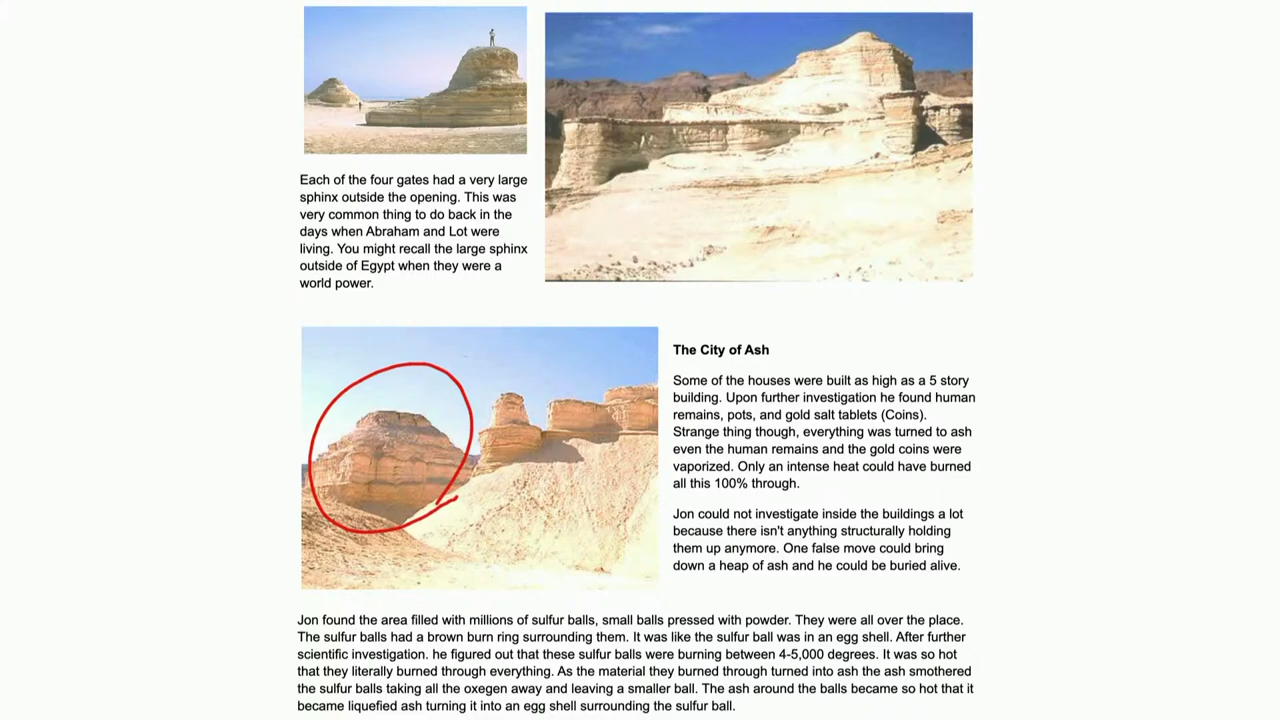 Each of the four gates had a very large
sphinx outside the opening. This was
very common thing to do back in the
days when Abraham and Lot were
living. You might recall the large sphinx
outside of Egypt when they were a
world power.
The City of Ash
Some of the houses were built as high as a 5 story
building. Upon further investigation he found human
remains, pots, and gold salt tablets (Coins).
Strange thing though, everything was turned to ash
even the human remains and the gold coins were
vaporized. Only an intense heat could have burned
all this 100% through.
Jon could not investigate inside the buildings a lot
because there isn't anything structurally holding
them up anymore. One false move could bring
down a heap of ash and he could be buried alive.
Jon found the area filled with millions of sulfur balls, small balls pressed with powder. They were all over the place.
The sulfur balls had a brown burn ring surrounding them. It was like the sulfur ball was in an egg shell. After further
scientific investigation. he figured out that these sulfur balls were burning between 4-5,000 degrees. It was so hot
that they literally burned through everything. As the material they burned through turned into ash the ash smothered
the sulfur balls taking all the oxegen away and leaving a smaller ball. The ash around the balls became so hot that it
became liquefied ash turning it into an egg shell surrounding the sulfur ball.